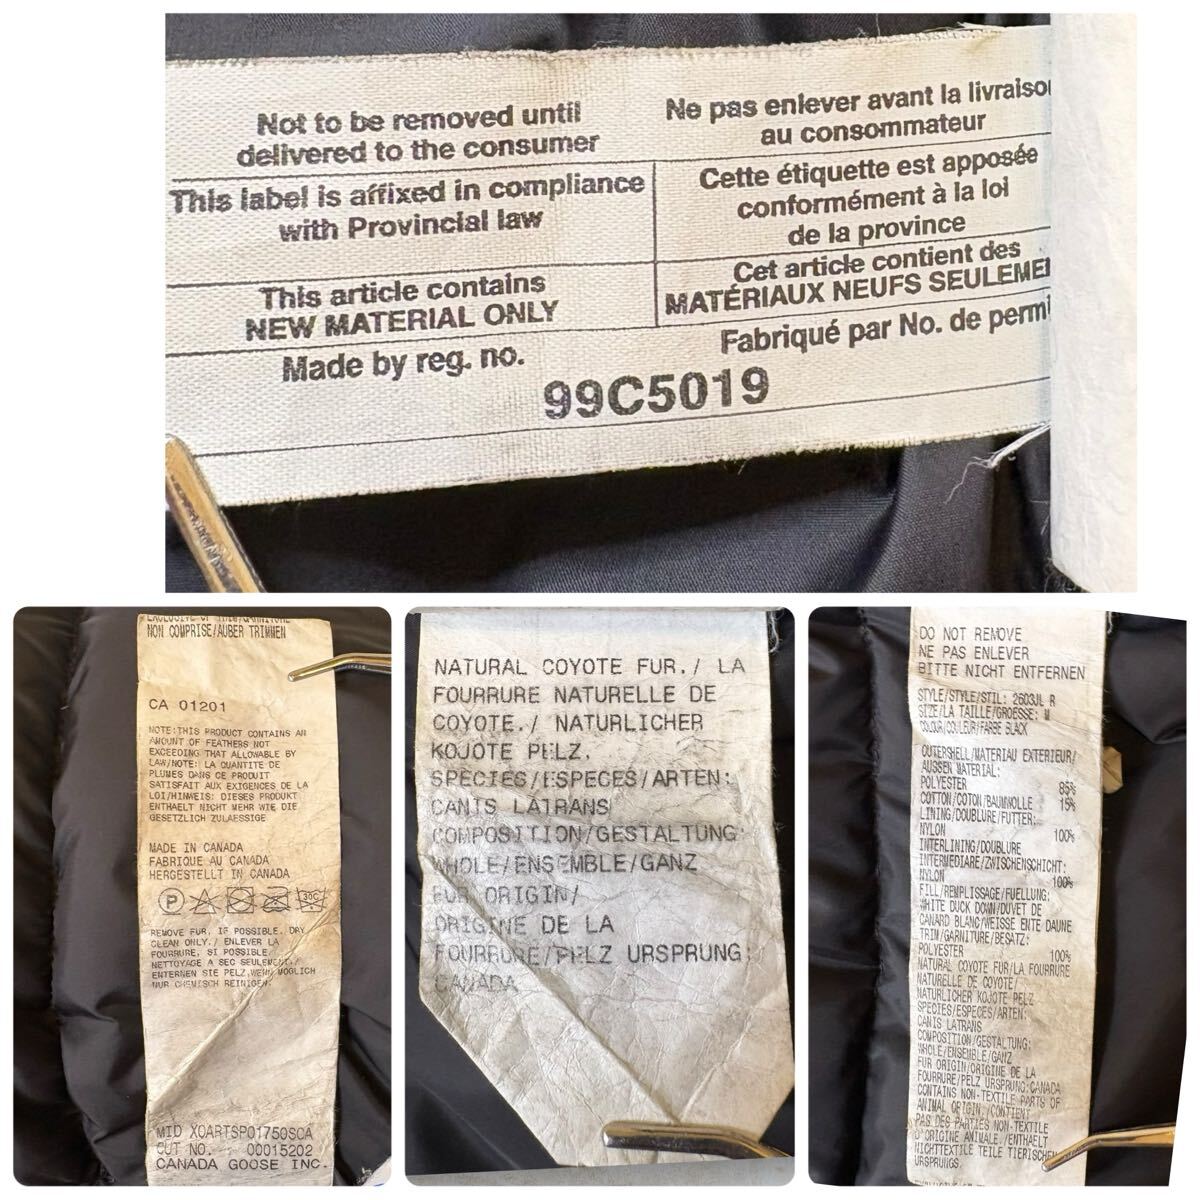 Not to be removed until
delivered to the consumer
Ne pas enlever avant la livraiso
au consommateur
This label is affixed in compliance
with Provincial law
Cette étiquette est apposée
conformément à la loi
de la province
This article contains
NEW MATERIAL ONLY
Cet article contient des
MATÉRIAUX NEUFS SEULEME
Made by reg. no.
Fabriqué par No. de permi
99C5019
NON COMPRISE/AUBER TRIMMEN
CA 01201
NOTE:THIS PRODUCT CONTAINS AN
AMOUNT OF FEATHERS NOT
EXCEEDING THAT ALLOWABLE BY
LAW/NOTE: LA QUANTITE DE
PLUMES DANS CE PRODUIT
SATISFAIT AUX EXIGENCES DE LA
LOI/HINWEIS: DIESES PRODUKT
ENTHAELT NICHT MEHR WIE DIE
GESETZLICH ZULAESSIGE
MADE IN CANADA
FABRIQUE AU CANADA
HERGESTELLT IN CANADA
P
30C
REMOVE FUR, IF POSSIBLE. DRY
CLEAN ONLY./ ENLEVER LA
FOURRURE, SI POSSIBLE
NETTOYAGE A SEC SEULEMENT./
ENTERNEN SIE PELZ,WENN MOGLICH
NUR CHEMISCH REINIGEN.
MID XOARTSP01750SCA
CUT NO. 00015202
CANADA GOOSE INC.
NATURAL COYOTE FUR./ LA
FOURRURE NATURELLE DE
COYOTE./ NATURLICHER
KOJOTE PELZ.
SPECIES/ESPECES/ARTEN:
CANIS LATRANS
COMPOSITION/GESTALTUNG:
WHOLE/ENSEMBLE/GANZ
FUR ORIGIN/
ORIGINE DE LA
FOURRURE/PELZ URSPRUNG:
CANADA
DO NOT REMOVE
NE PAS ENLEVER
BITTE NICHT ENTFERNEN
STYLE/STYLE/STIL: 2603JL R
SIZE/LA TAILLE/GROESSE: M
COLOUR/COULEUR/FARBE BLACK
OUTERSHELL/MATERIAU EXTERIEUR/
AUSSEN MATERIAL:
POLYESTER 85%
COTTON/COTON/BAUMWOLLE 15%
LINING/DOUBLURE/FUTTER:
NYLON 100%
INTERLINING/DOUBLURE
INTERMEDIARE/ZWISCHENSCHICHT:
NYLON 100%
FILL/REMPLISSAGE/FUELLUNG:
WHITE DUCK DOWN/DUVET DE
CANARD BLANC/WEISSE ENTE DAUNE
TRIM/GARNITURE/BESATZ:
POLYESTER 100%
NATURAL COYOTE FUR/LA FOURRURE
NATURELLE DE COYOTE/
NATURLICHER KOJOTE PELZ
SPECIES/ESPECES/ARTEN:
CANIS LATRANS
COMPOSITION/GESTALTUNG:
WHOLE/ENSEMBLE/GANZ
FUR ORIGIN/ORIGINE DE LA
FOURRURE/PELZ URSPRUNG:CANADA
CONTAINS NON-TEXTILE PARTS OF
ANIMAL ORIGIN./CONTIENT
PAS DES PARTIES NON-TEXTILE
D'ORIGINE ANIMALE./ENTHAELT
NICHTTEXTILE TEILE TIERISCHEN
URSPRUNGS.